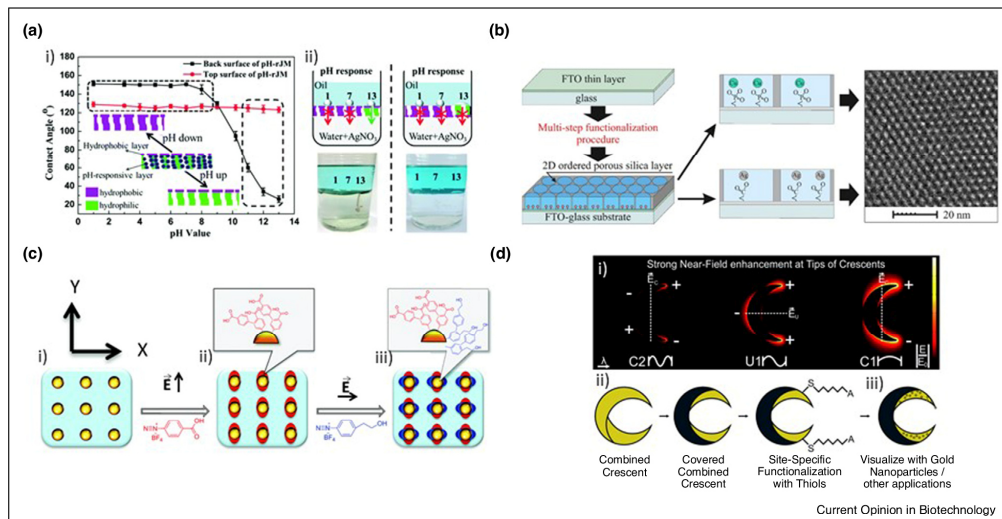 (a)
i)
Back surface of pH-rJM
Top surface of pH-rJM
Contact Angle (°)
180
160
140
120
100
80
60
40
20
pH down
Hydrophobic layer
pH-responsive layer
pH up
hydrophobic
hydrophilic
0 2 4 6 8 10 12 14
pH Value
ii)
pH response
Oil
1 7 13
Water+AgNO3
1 7 13
pH response
Oil
1 7 13
Water+AgNO3
1 7 13
(b)
FTO thin layer
glass
Multi-step functionalization
procedure
2D ordered porous silica layer
FTO-glass substrate
20 nm
(c)
Y
X
i)
E
N≡N
BF4
O
OH
ii)
E
N≡N
BF4
OH
iii)
(d)
i)
Strong Near-Field enhancement at Tips of Crescents
C2
U1
C1
ii)
S
A
S
A
iii)
Combined
Crescent
Covered
Combined
Crescent
Site-Specific
Functionalization
with Thiols
Visualize with Gold
Nanoparticles /
other applications
Current Opinion in Biotechnology